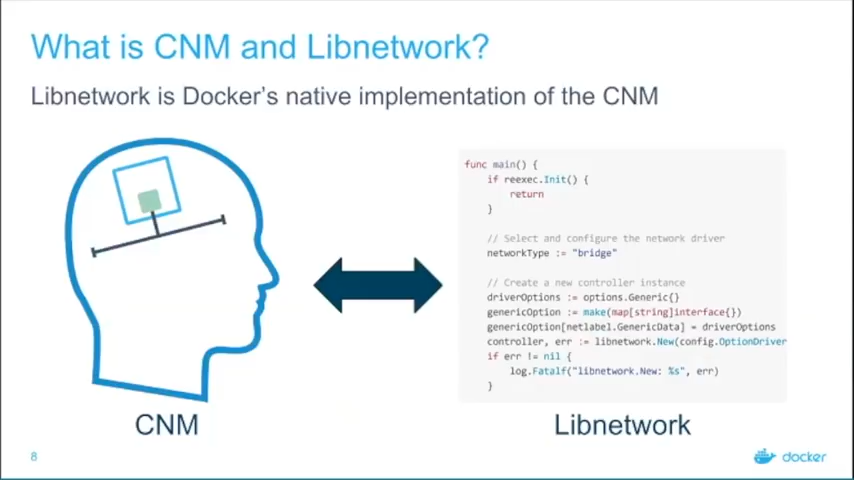 What is CNM and Libnetwork?
Libnetwork is Docker's native implementation of the CNM
func main() {
if reexec.Init() {
return
}
// Select and configure the network driver
networkType := "bridge"
// Create a new controller instance
driverOptions := options.Generic{}
genericOption := make(map[string]interface{})
genericOption[netlabel.GenericData] = driverOptions
controller, err := libnetwork.New(config.OptionDriver
if err != nil {
log.Fatalf("libnetwork.New: %s", err)
}
CNM
Libnetwork
8
docker